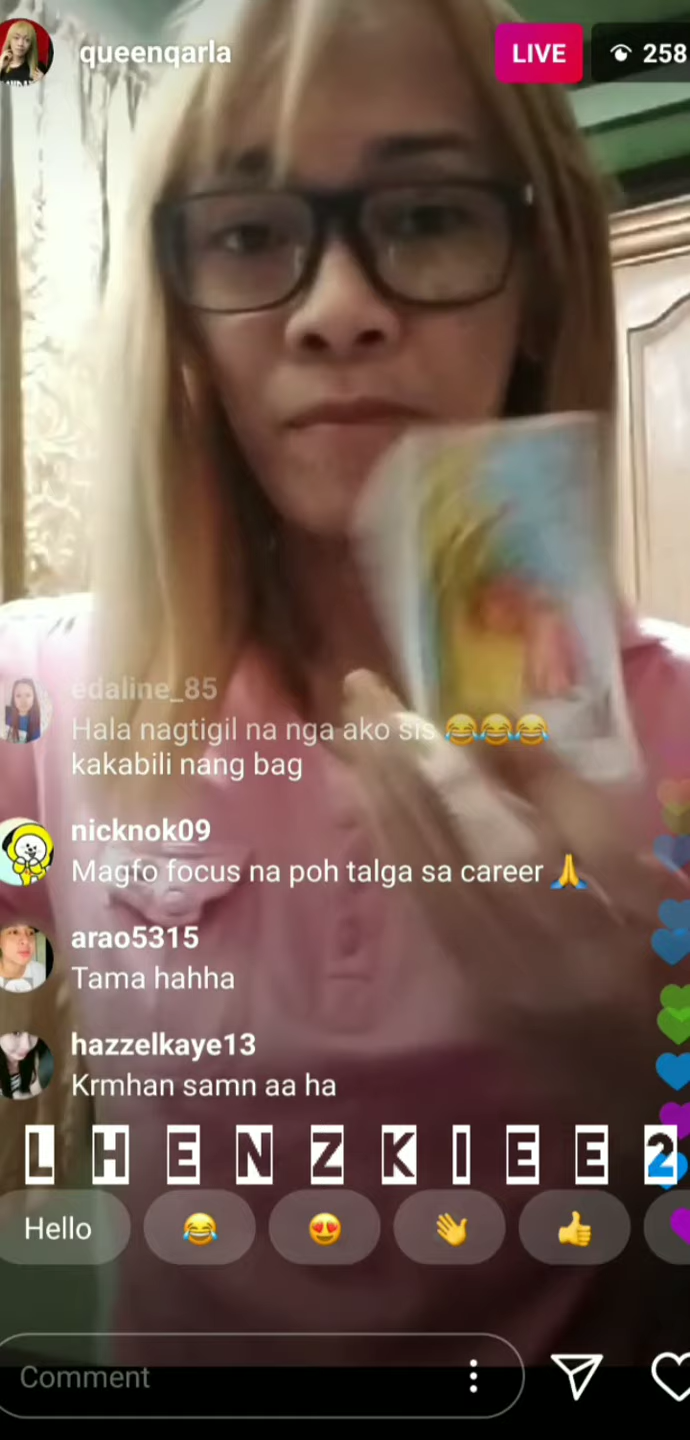 queenqarla
LIVE
258
edaline_85
Hala nagtigil na nga ako sis 😂😂😂
kakabili nang bag
nicknok09
Magfo focus na poh talga sa career 🙏
arao5315
Tama hahha
hazzelkaye13
Krmhan samn aa ha
L H E N Z K I E E 2
Hello 😂 😍 👋 👍
Comment